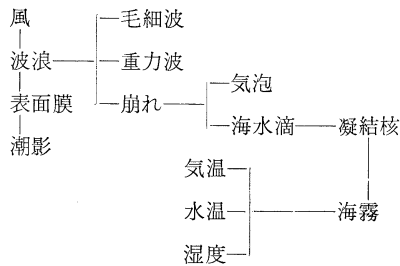 風
毛細波
波浪
重力波
気泡
表面膜
崩れ
海水滴
凝結核
潮影
気温
水温
海霧
湿度